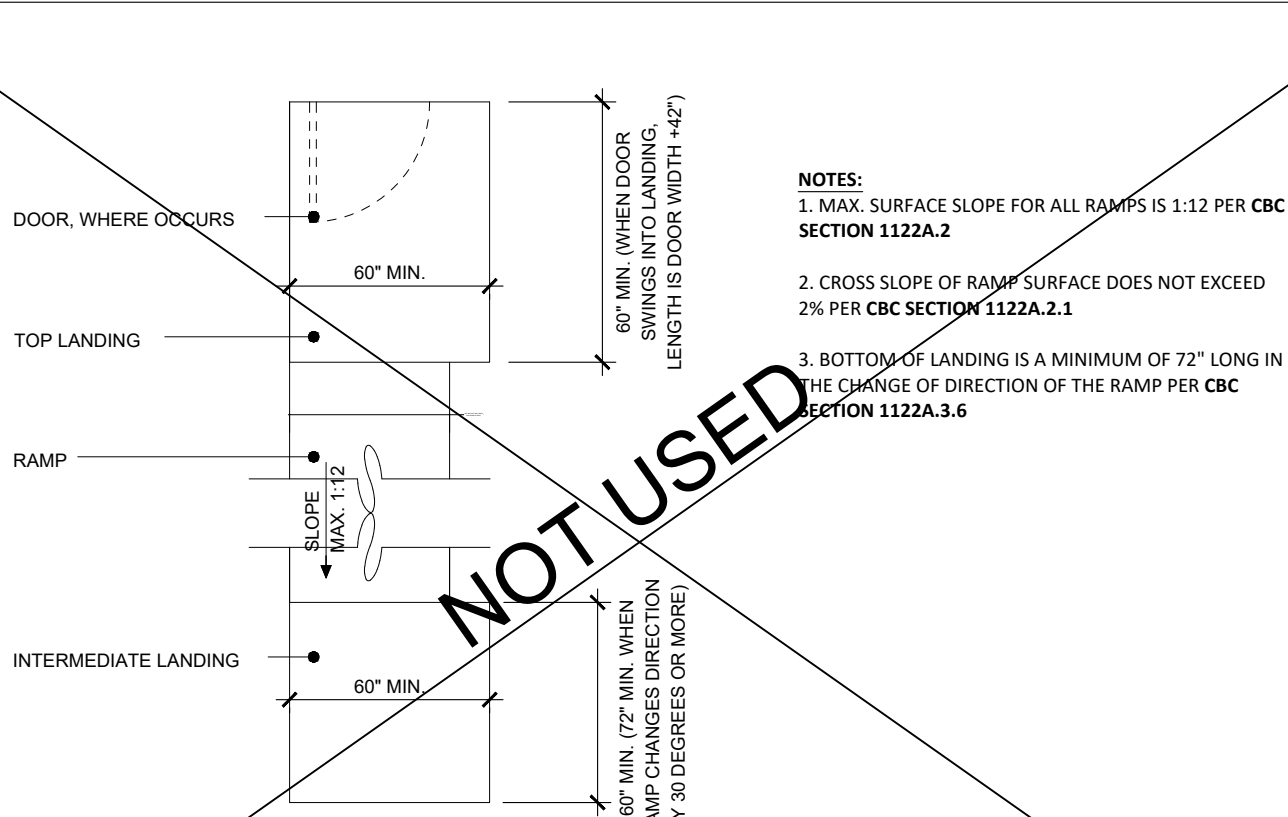 DOOR, WHERE OCCURS
60" MIN.
TOP LANDING
RAMP
SLOPE
MAX. 1:12
INTERMEDIATE LANDING
60" MIN.
60" MIN. (WHEN DOOR
SWINGS INTO LANDING,
LENGTH IS DOOR WIDTH +42")
60" MIN. (72" MIN. WHEN
AMP CHANGES DIRECTION
Y 30 DEGREES OR MORE)
NOT USED
NOTES:
1. MAX. SURFACE SLOPE FOR ALL RAMPS IS 1:12 PER CBC
SECTION 1122A.2
2. CROSS SLOPE OF RAMP SURFACE DOES NOT EXCEED
2% PER CBC SECTION 1122A.2.1
3. BOTTOM OF LANDING IS A MINIMUM OF 72" LONG IN
THE CHANGE OF DIRECTION OF THE RAMP PER CBC
SECTION 1122A.3.6